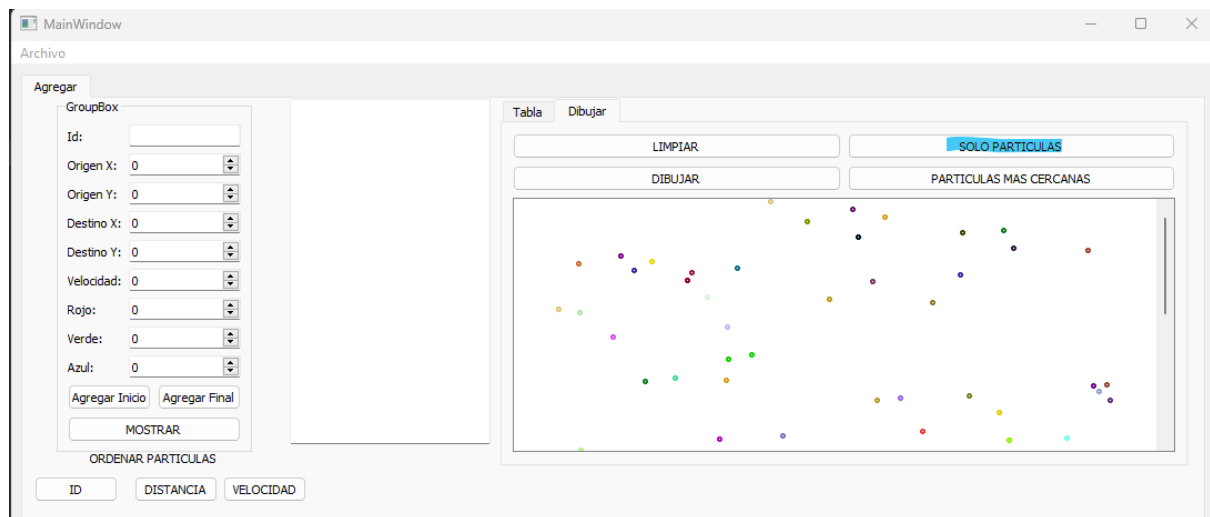 MainWindow
Archivo
Agregar
GroupBox
Id:
Origen X: 0
Origen Y: 0
Destino X: 0
Destino Y: 0
Velocidad: 0
Rojo: 0
Verde: 0
Azul: 0
Agregar Inicio Agregar Final
MOSTRAR
ORDENAR PARTICULAS
ID DISTANCIA VELOCIDAD
Tabla Dibujar
LIMPIAR SOLO PARTICULAS
DIBUJAR PARTICULAS MAS CERCANAS